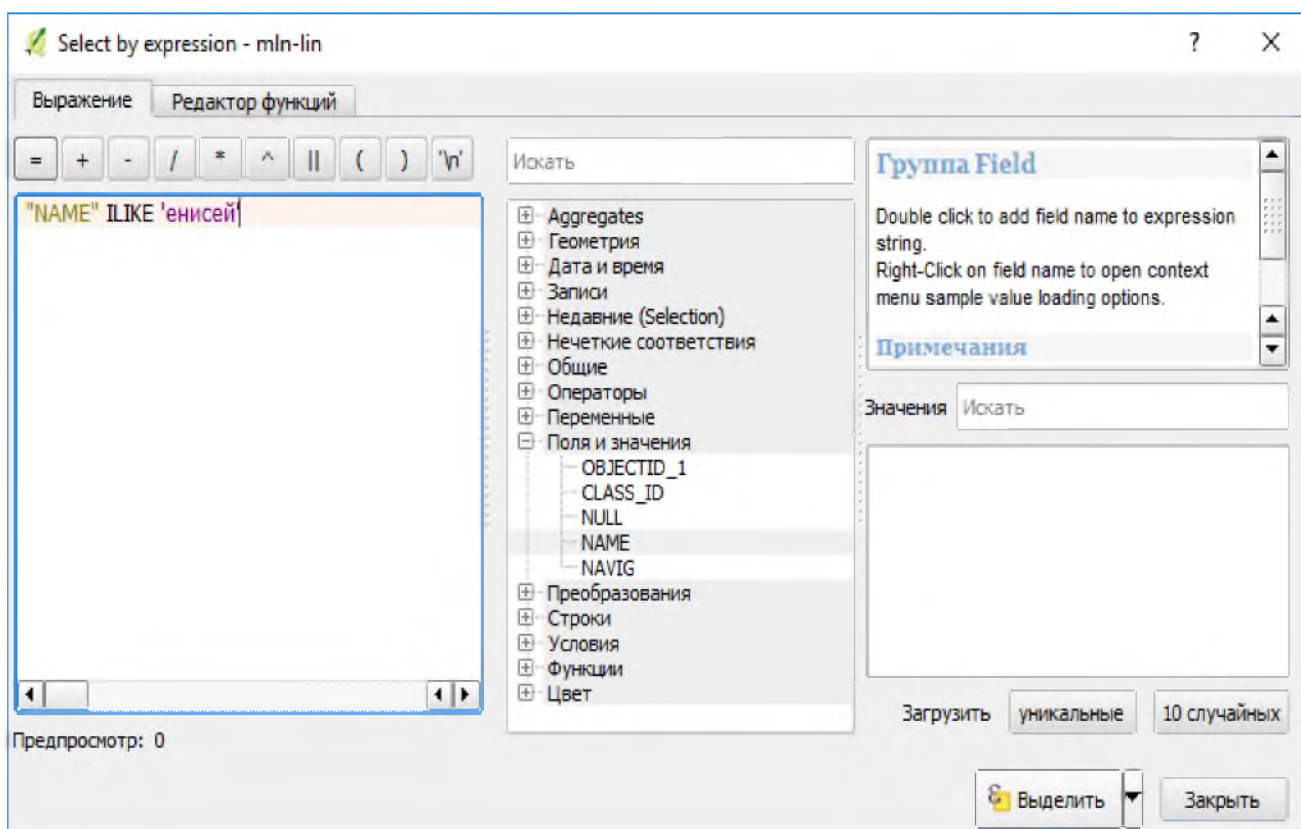 Select by expression - mln-lin ? X
Выражение Редактор функций
= + - / * ^ || ( ) '\n'
"NAME" ILIKE 'енисей'
Предпросмотр: 0
Искать
Aggregates
Геометрия
Дата и время
Записи
Недавние (Selection)
Нечеткие соответствия
Общие
Операторы
Переменные
Поля и значения
OBJECTID_1
CLASS_ID
NULL
NAME
NAVIG
Преобразования
Строки
Условия
Функции
Цвет
Группа Field
Double click to add field name to expression
string.
Right-Click on field name to open context
menu sample value loading options.
Примечания
Значения Искать
Загрузить уникальные 10 случайных
Выделить Закрыть